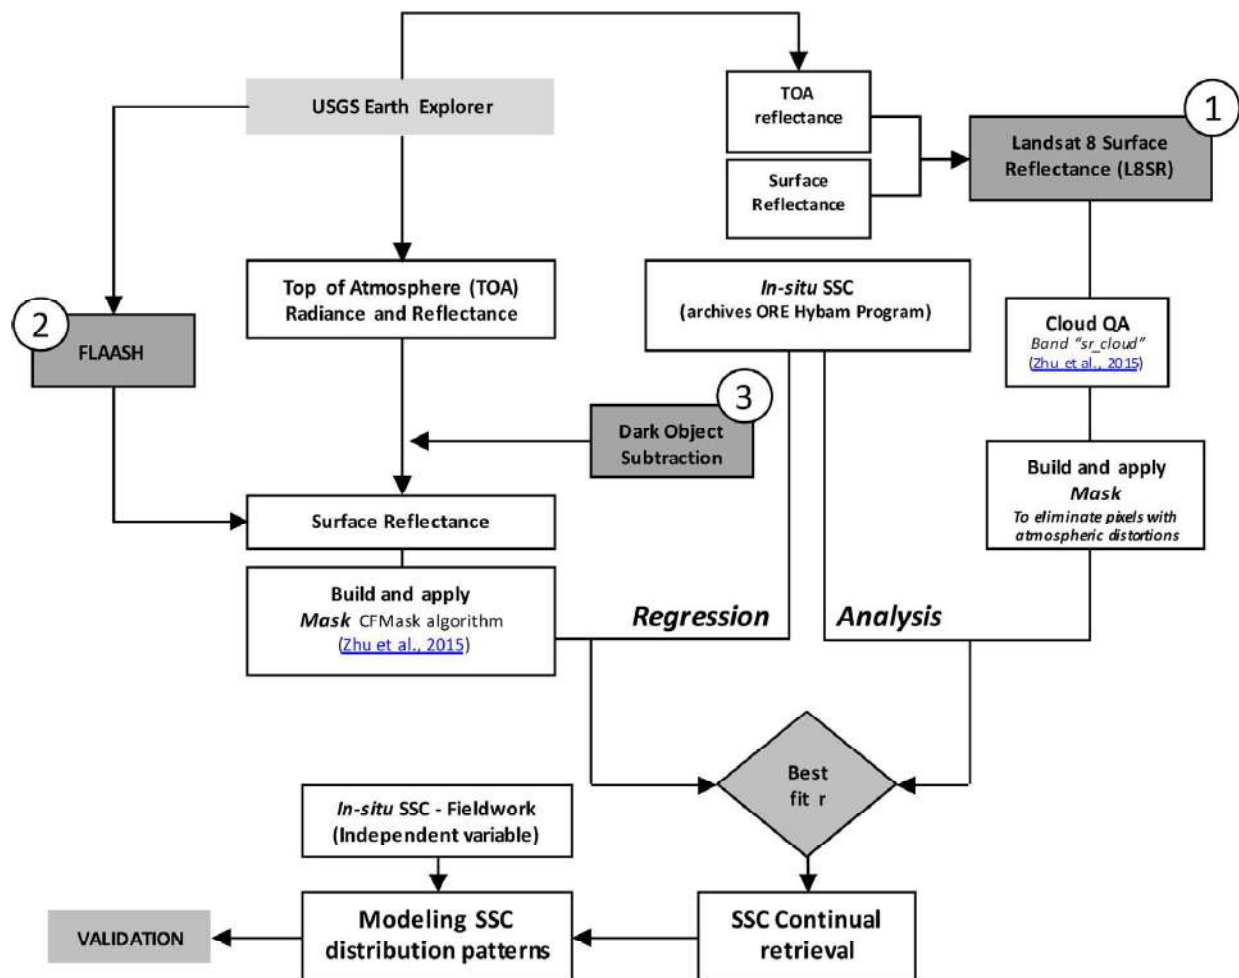 USGS Earth Explorer
TOA
reflectance
Surface
Reflectance
1
Landsat 8 Surface
Reflectance (L8SR)
Top of Atmosphere (TOA)
Radiance and Reflectance
In-situ SSC
(archives ORE Hybam Program)
2
FLAASH
Cloud QA
Band "sr_cloud"
(Zhu et al., 2015)
3
Dark Object
Subtraction
Build and apply
Mask
To eliminate pixels with
atmospheric distortions
Surface Reflectance
Build and apply
Mask CFMask algorithm
(Zhu et al., 2015)
Regression Analysis
Best
fit r
In-situ SSC - Fieldwork
(Independent variable)
VALIDATION
Modeling SSC
distribution patterns
SSC Continual
retrieval